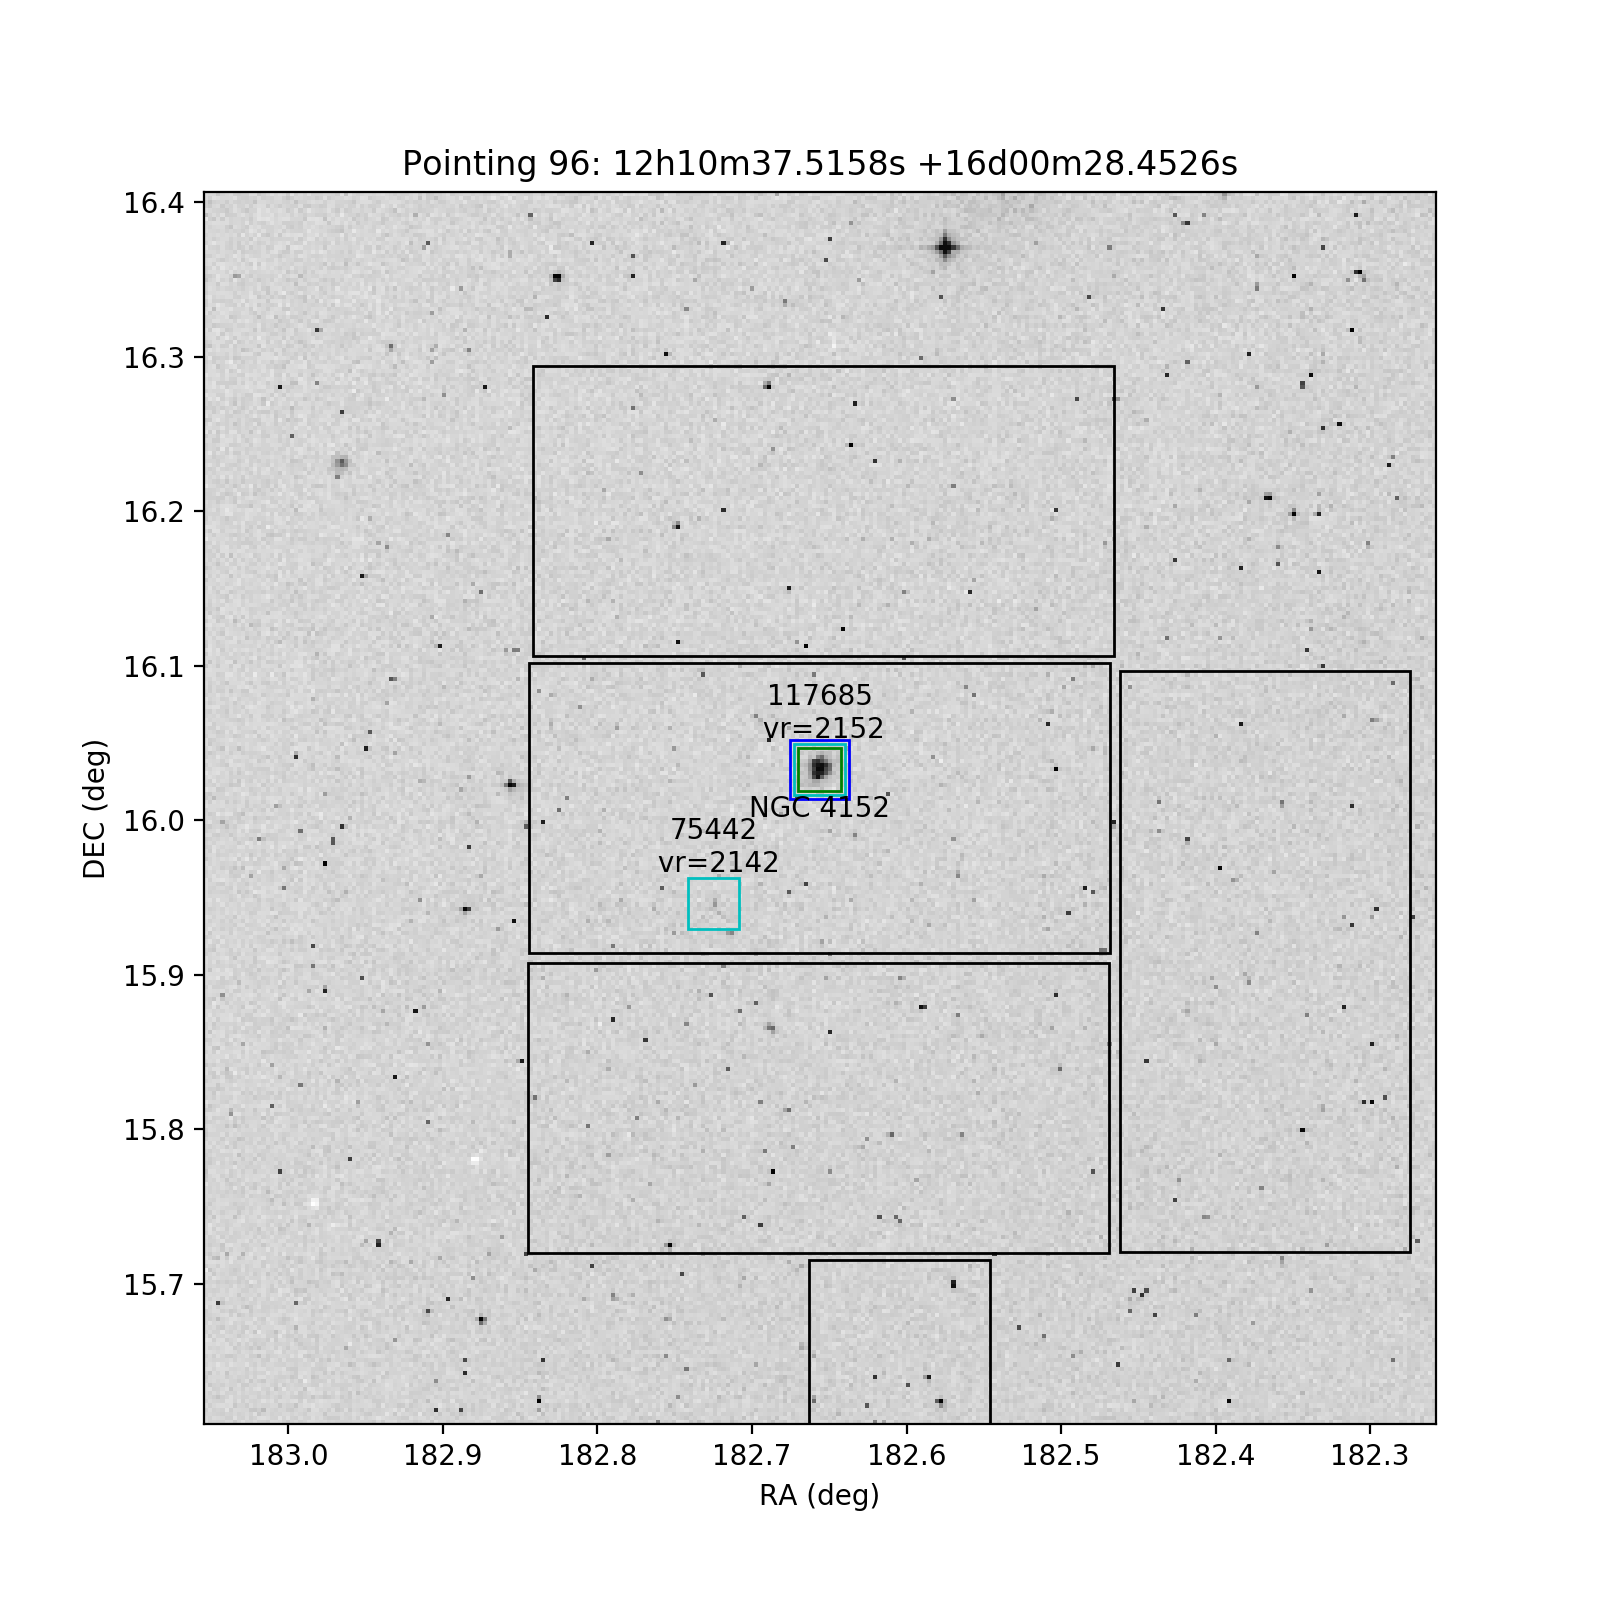 Pointing 96: 12h10m37.5158s +16d00m28.4526s
16.4
16.3
16.2
16.1
16.0
15.9
15.8
15.7
DEC (deg)
117685
vr=2152
NGC 4152
75442
vr=2142
183.0 182.9 182.8 182.7 182.6 182.5 182.4 182.3
RA (deg)